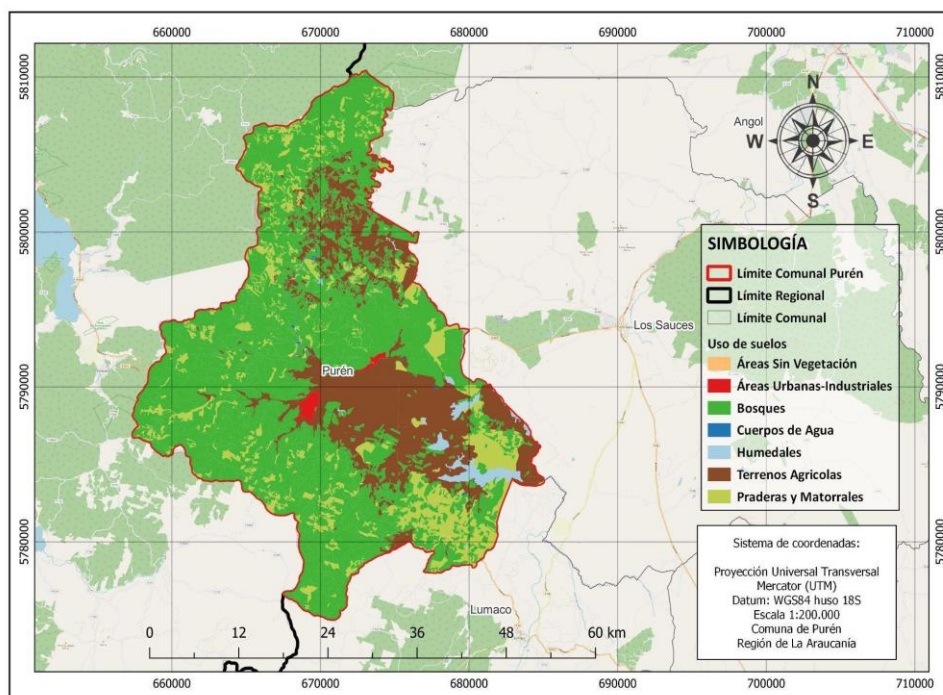 660000 670000 680000 690000 700000 710000
5810000
5810000
N
Angol
W E
S
5800000
5800000
SIMBOLOGÍA
Límite Comunal Purén
Límite Regional
Límite Comunal
Los Sauces
Uso de suelos
Áreas Sin Vegetación
Purén
Áreas Urbanas-Industriales
5790000
5790000
Bosques
Cuerpos de Agua
Humedales
Terrenos Agricolas
Praderas y Matorrales
5780000
5780000
Sistema de coordenadas:
Proyección Universal Transversal
Mercator (UTM)
Datum: WGS84 huso 18S
Escala 1:200.000
Comuna de Purén
Región de La Araucanía
Lumaco
0 12 24 36 48 60 km
660000 670000 680000 690000 700000 710000